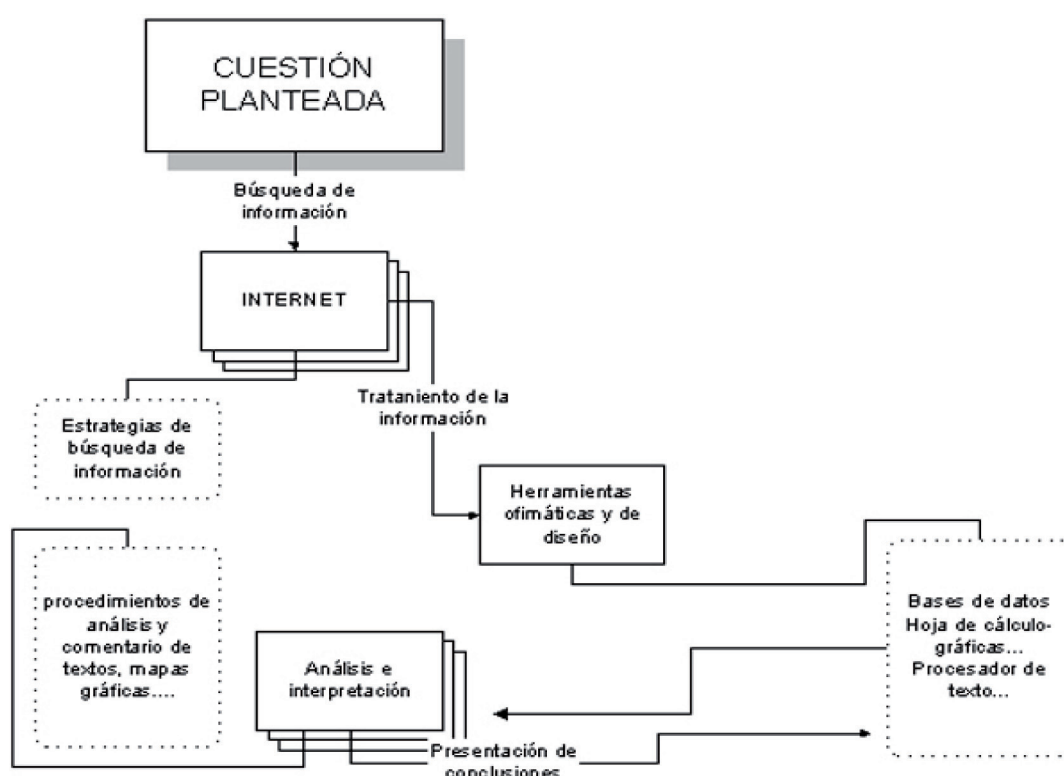 CUESTIÓN
PLANTEADA
Búsqueda de
información
INTERNET
Trataniento de la
información
Estrategias de
búsqueda de
información
Herramientas
ofimáticas y de
diseño
procedimientos de
análisis y
comentario de
textos, mapas
gráficas....
Análisis e
interpretación
Bases de datos
Hoja de cálculo-
gráficas...
Procesador de
texto...
Presentación de
conclusiones